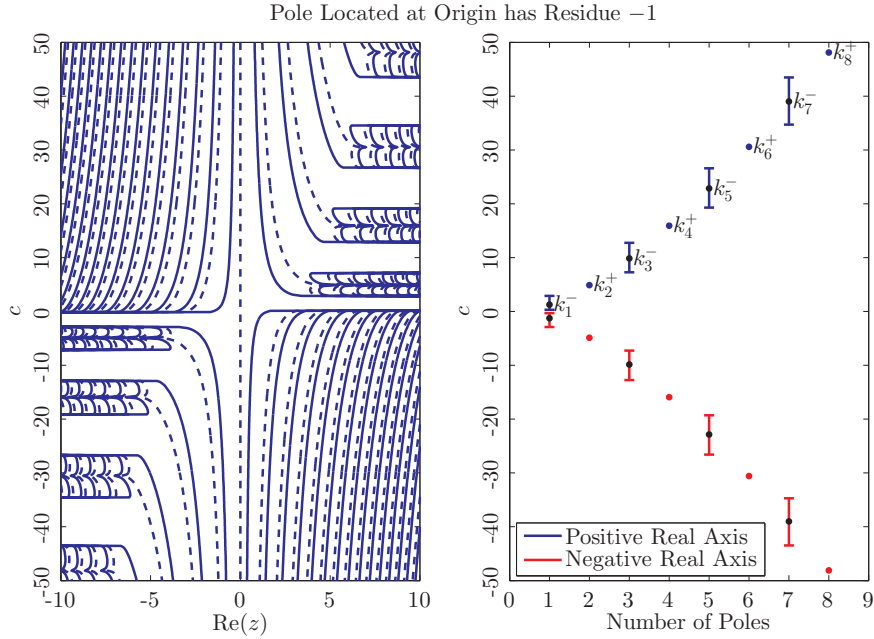 Pole Located at Origin has Residue −1
50
40
30
20
10
0
-10
-20
-30
-40
-50
c
-10
-5
0
5
10
Re(z)
50
40
30
20
10
0
-10
-20
-30
-40
-50
c
k₈⁺
k₇⁻
k₆⁺
k₅⁻
k₄⁺
k₃⁻
k₂⁺
k₁⁻
Positive Real Axis
Negative Real Axis
0 1 2 3 4 5 6 7 8 9
Number of Poles